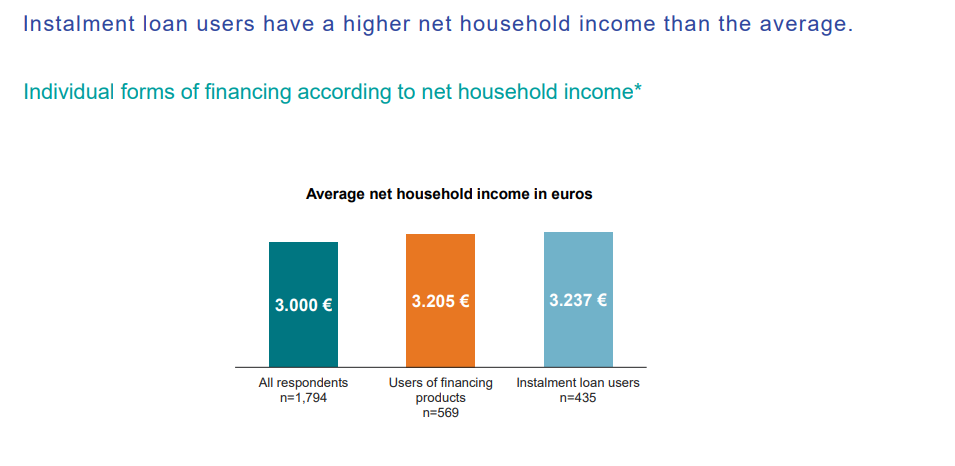 Instalment loan users have a higher net household income than the average.
Individual forms of financing according to net household income*
Average net household income in euros
3.000 €
3.205 €
3.237 €
All respondents
n=1,794
Users of financing
products
n=569
Instalment loan users
n=435